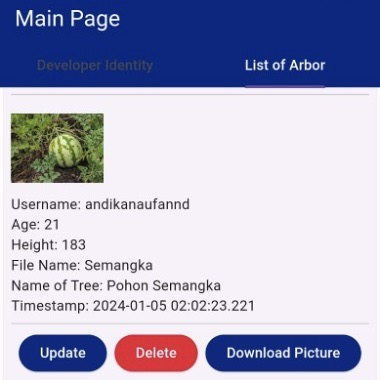 Main Page
Developer Identity
List of Arbor
Username: andikanaufannd
Age: 21
Height: 183
File Name: Semangka
Name of Tree: Pohon Semangka
Timestamp: 2024-01-05 02:02:23.221
Update
Delete
Download Picture